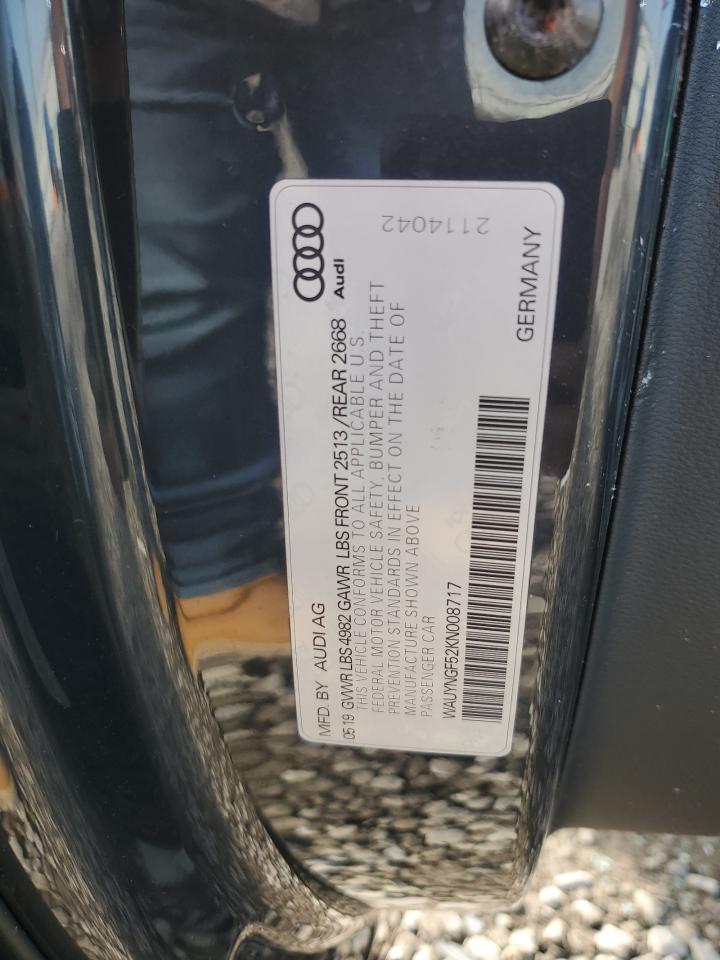 Audi
2114042
MFD. BY AUDI AG
0519 GVWR LBS 4982 GAWR LBS FRONT 2513 /REAR 2668
THIS VEHICLE CONFORMS TO ALL APPLICABLE U.S.
FEDERAL MOTOR VEHICLE SAFETY, BUMPER AND THEFT
PREVENTION STANDARDS IN EFFECT ON THE DATE OF
MANUFACTURE SHOWN ABOVE
PASSENGER CAR
WAUYNGF52KN008717
GERMANY